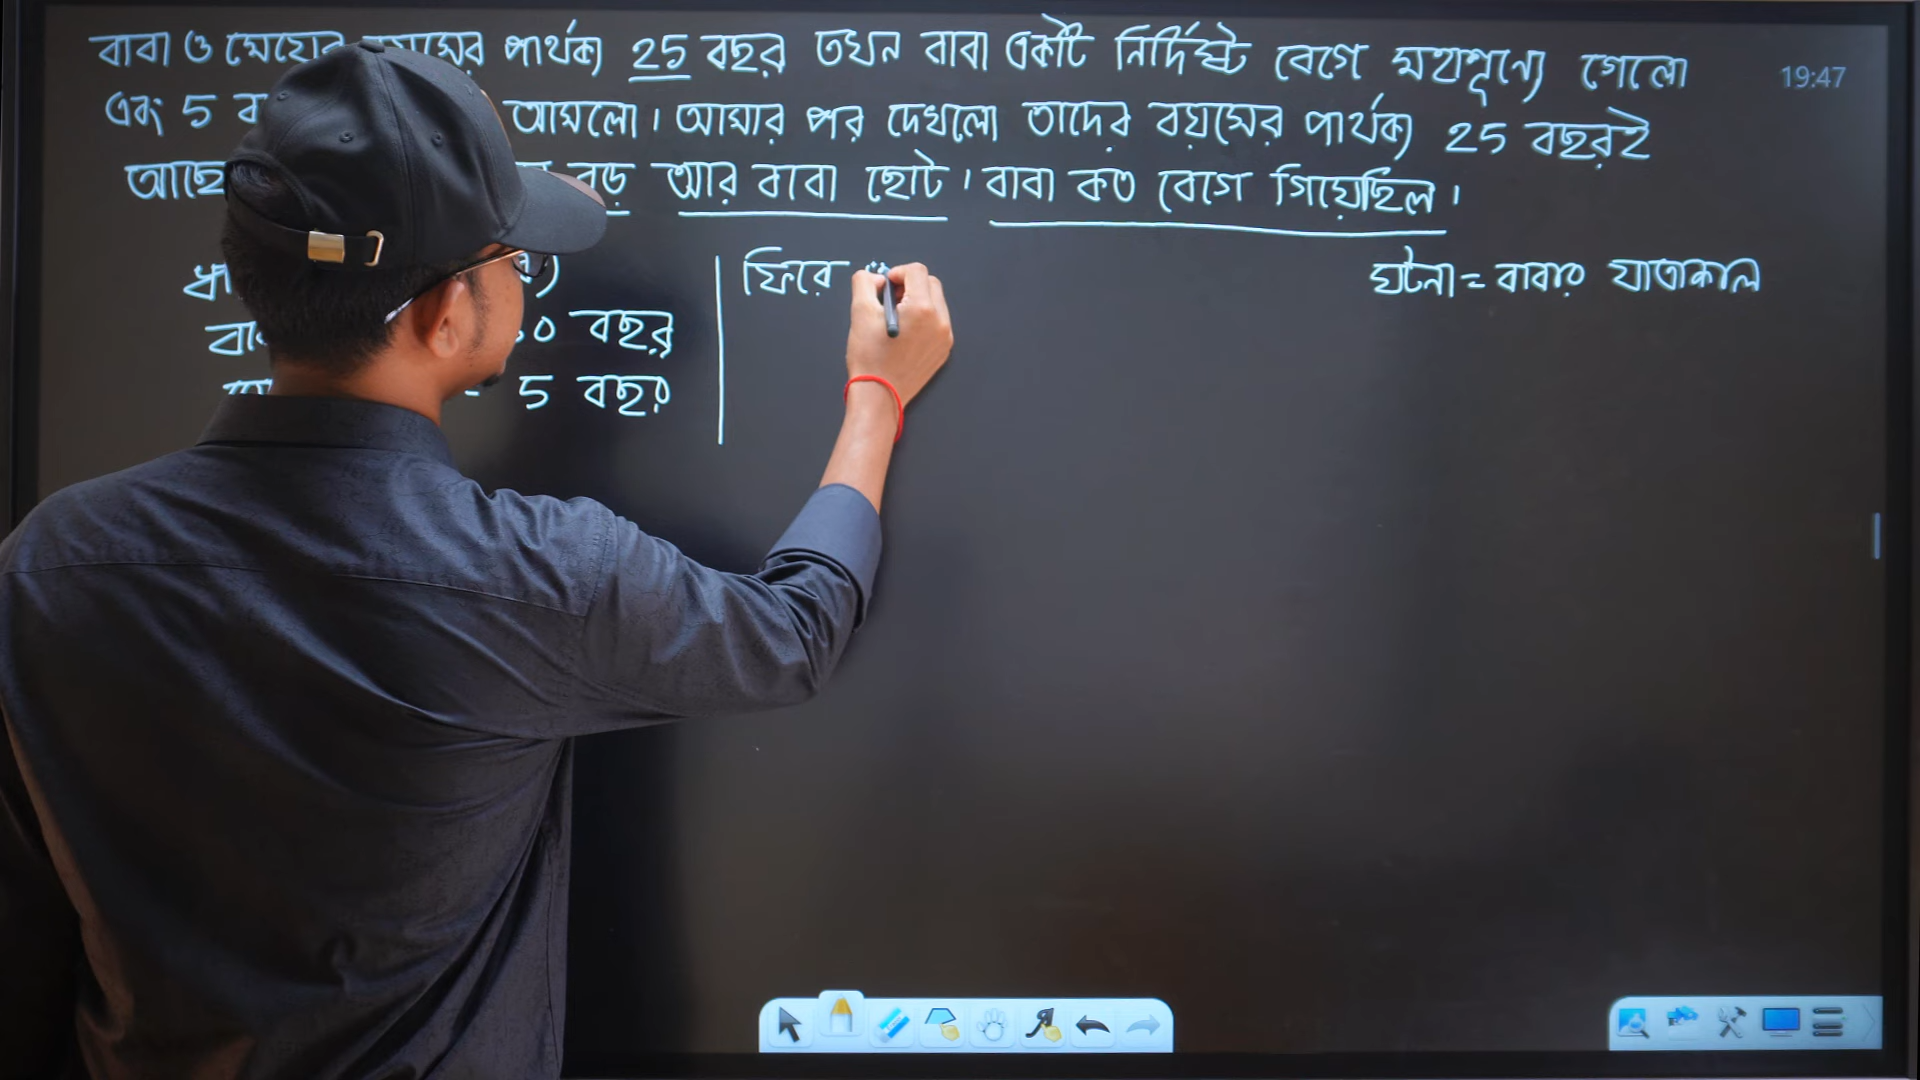 বাবা ও মেয়ের বয়সের পার্থক্য 25 বছর তখন বাবা একটি নির্দিষ্ট বেগে মহাশূণ্যে গেলো
19:47
এবং 5 আসলো। আসার পর দেখলো তাদের বয়সের পার্থক্য 25 বছরই
আছে বড় আর বাবা ছোট। বাবা কত বেগে গিয়েছিল।
ফিরে
ঘটনা = বাবার যাত্রাকাল
বছর
5 বছর